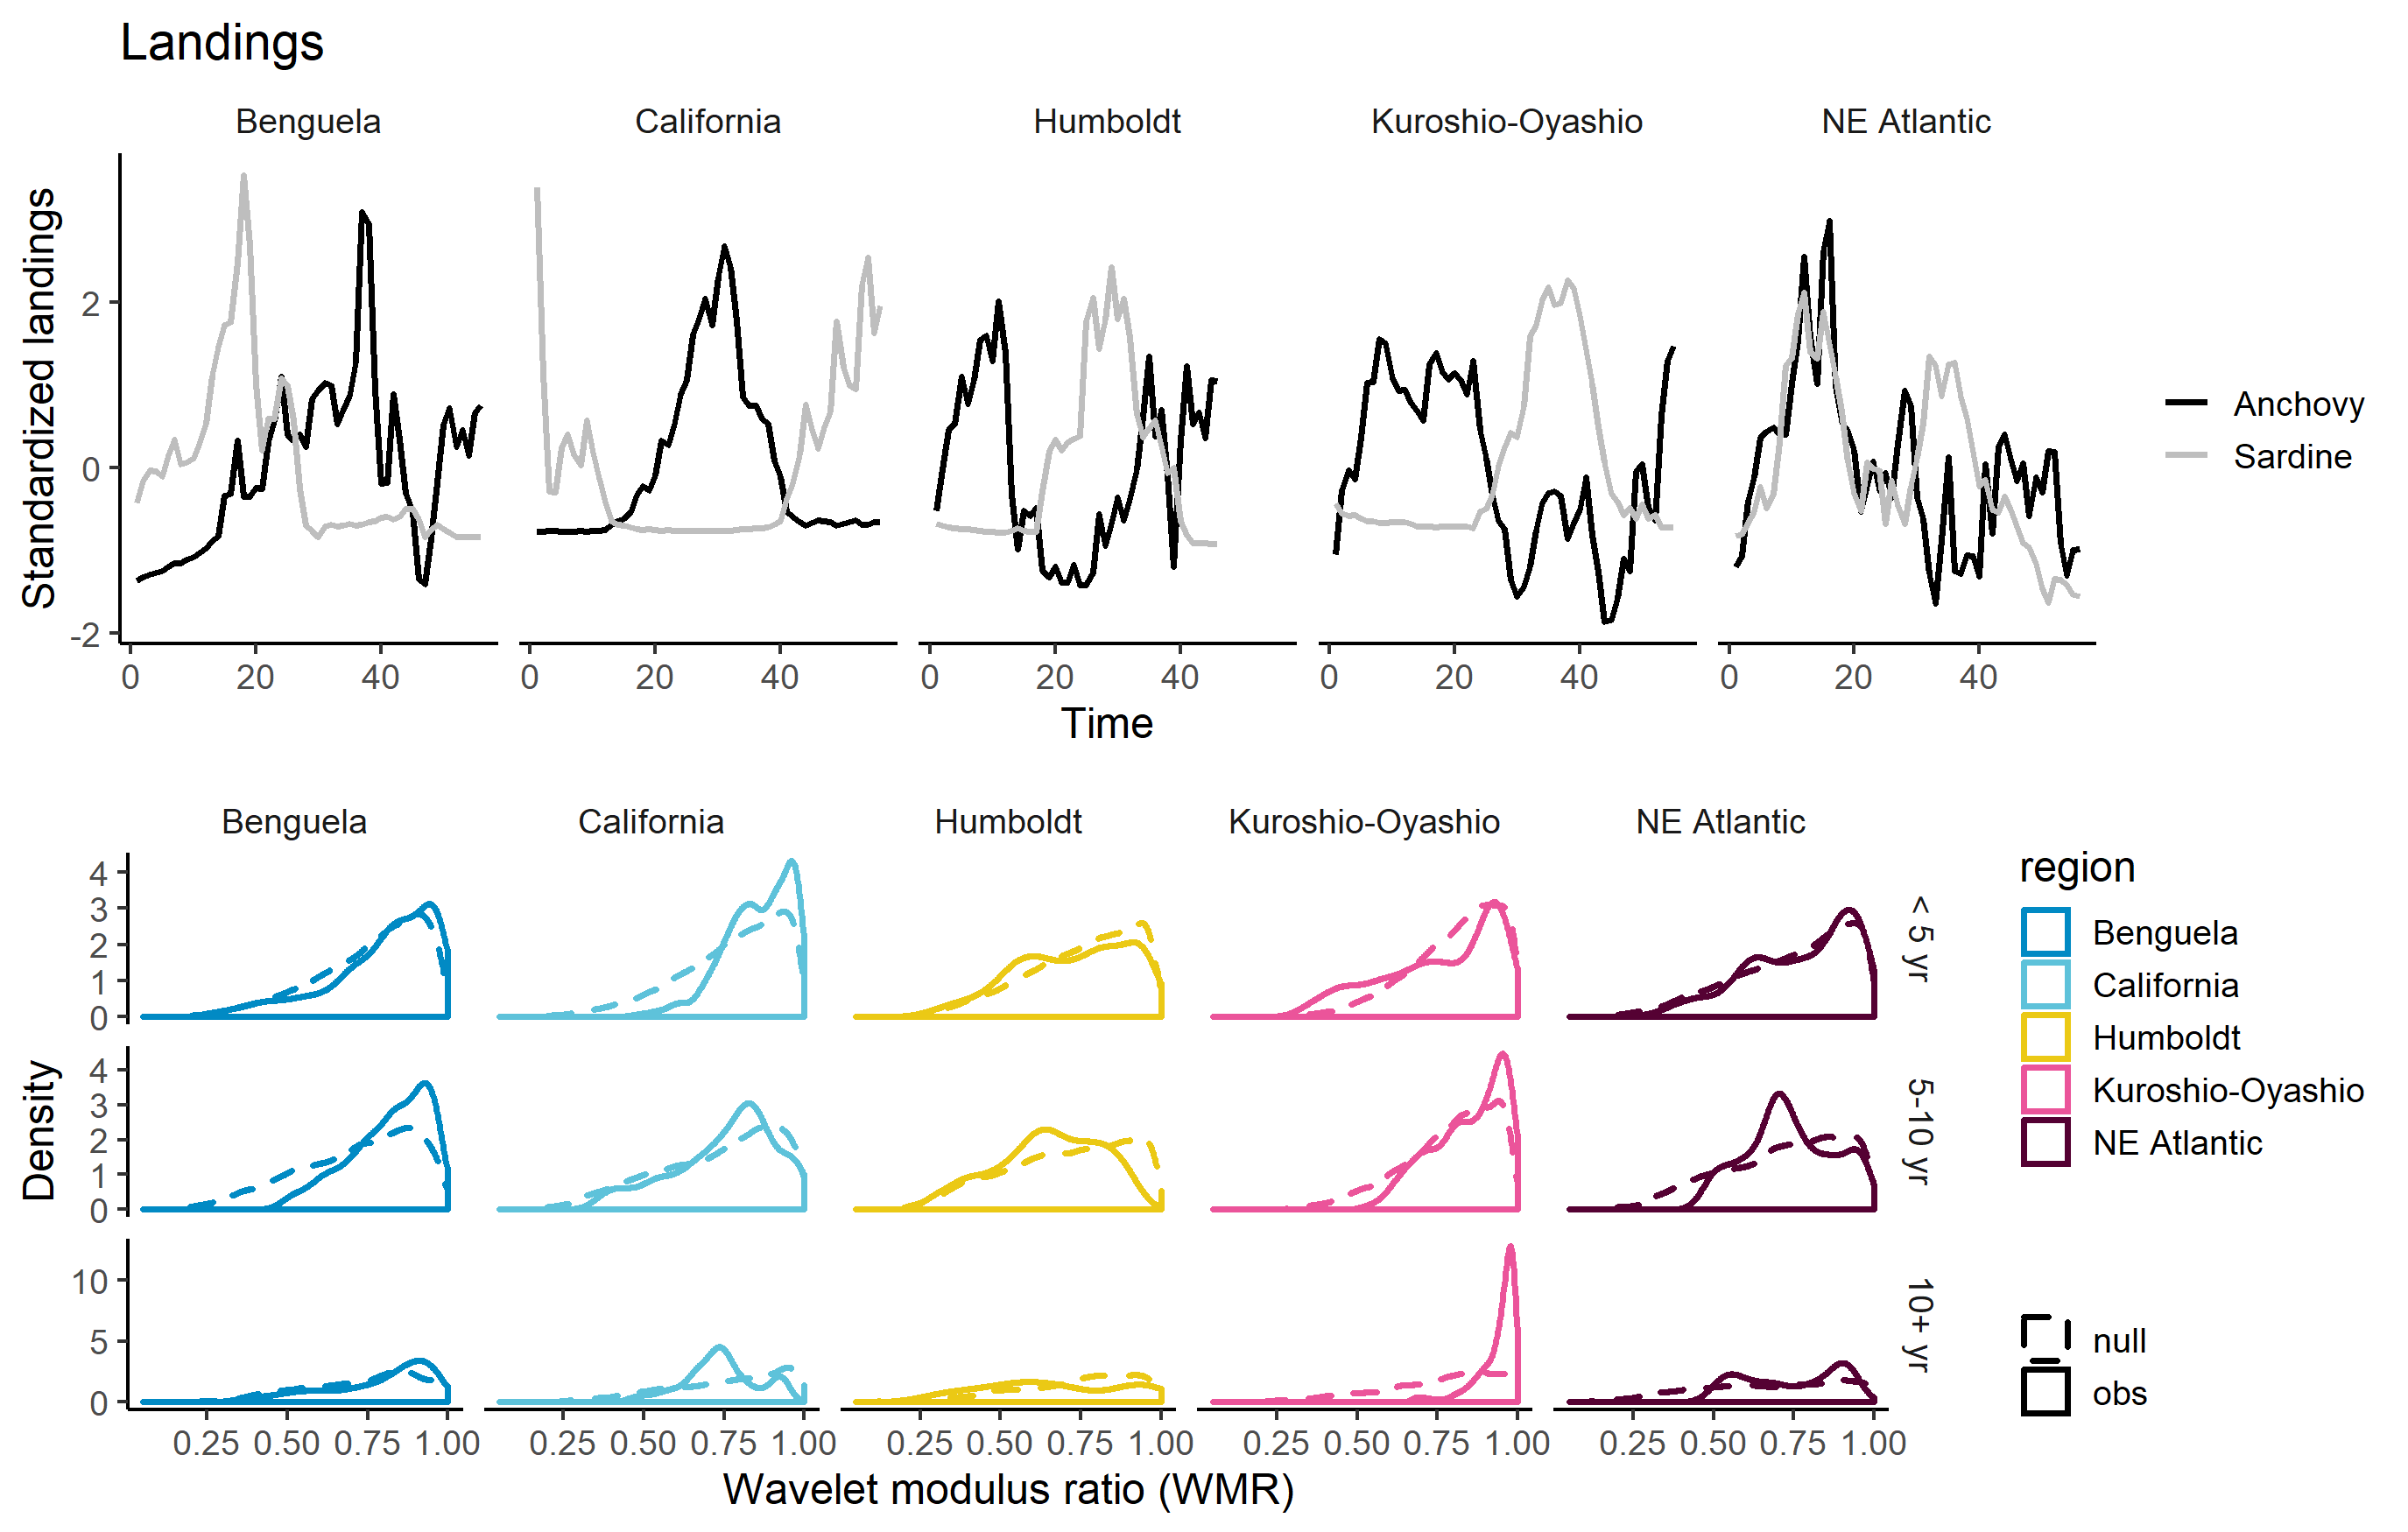 Landings
Benguela California Humboldt Kuroshio-Oyashio NE Atlantic
Standardized landings
2
0
-2
0 20 40 0 20 40 0 20 40 0 20 40 0 20 40
Time
Anchovy
Sardine
Benguela California Humboldt Kuroshio-Oyashio NE Atlantic
Density
4
3
2
1
0
< 5 yr
4
3
2
1
0
5-10 yr
10
5
0
10+ yr
0.25 0.50 0.75 1.00 0.25 0.50 0.75 1.00 0.25 0.50 0.75 1.00 0.25 0.50 0.75 1.00 0.25 0.50 0.75 1.00
Wavelet modulus ratio (WMR)
region
Benguela
California
Humboldt
Kuroshio-Oyashio
NE Atlantic
null
obs